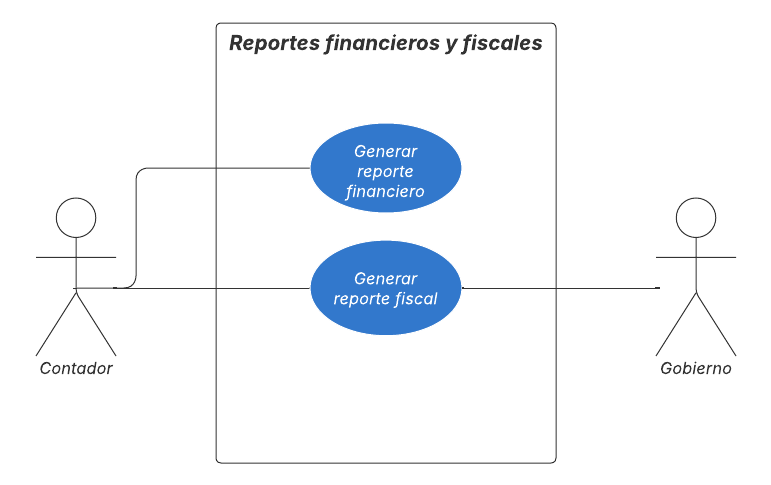 Reportes financieros y fiscales
Generar
reporte
financiero
Generar
reporte fiscal
Contador
Gobierno